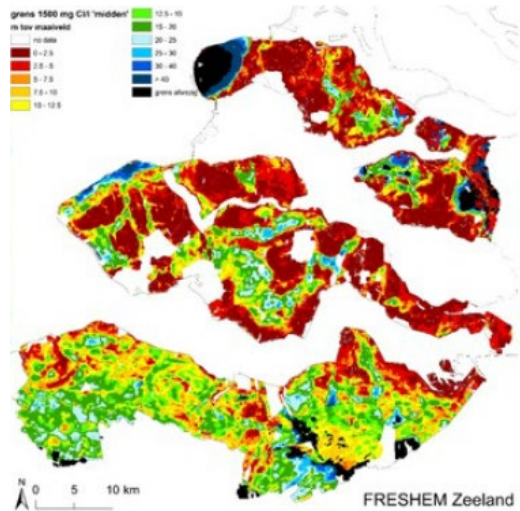 grens 1500 mg Cl/l 'midden'
m tov maaiveld
no data
0 - 2.5
2.5 - 5
5 - 7.5
7.5 - 10
10 - 12.5
12.5 - 15
15 - 20
20 - 25
25 - 30
30 - 40
> 40
grens afwezig
N
0 5 10 km
FRESHEM Zeeland